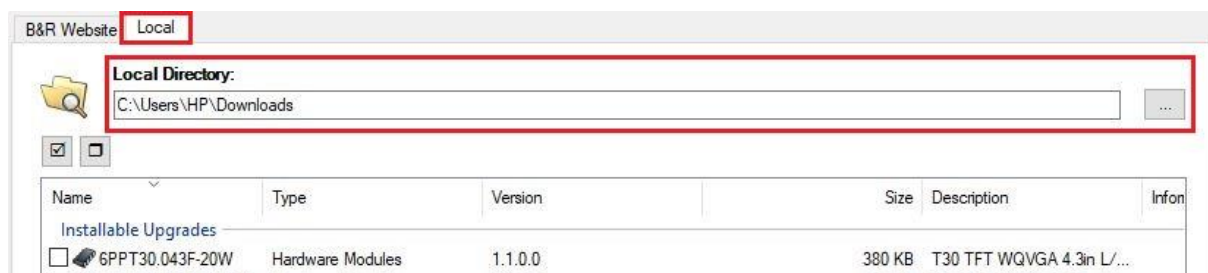 B&R Website Local
Local Directory:
C:\Users\HP\Downloads ...
Name Type Version Size Description Inforn
Installable Upgrades
6PPT30.043F-20W Hardware Modules 1.1.0.0 380 KB T30 TFT WQVGA 4.3in L/...